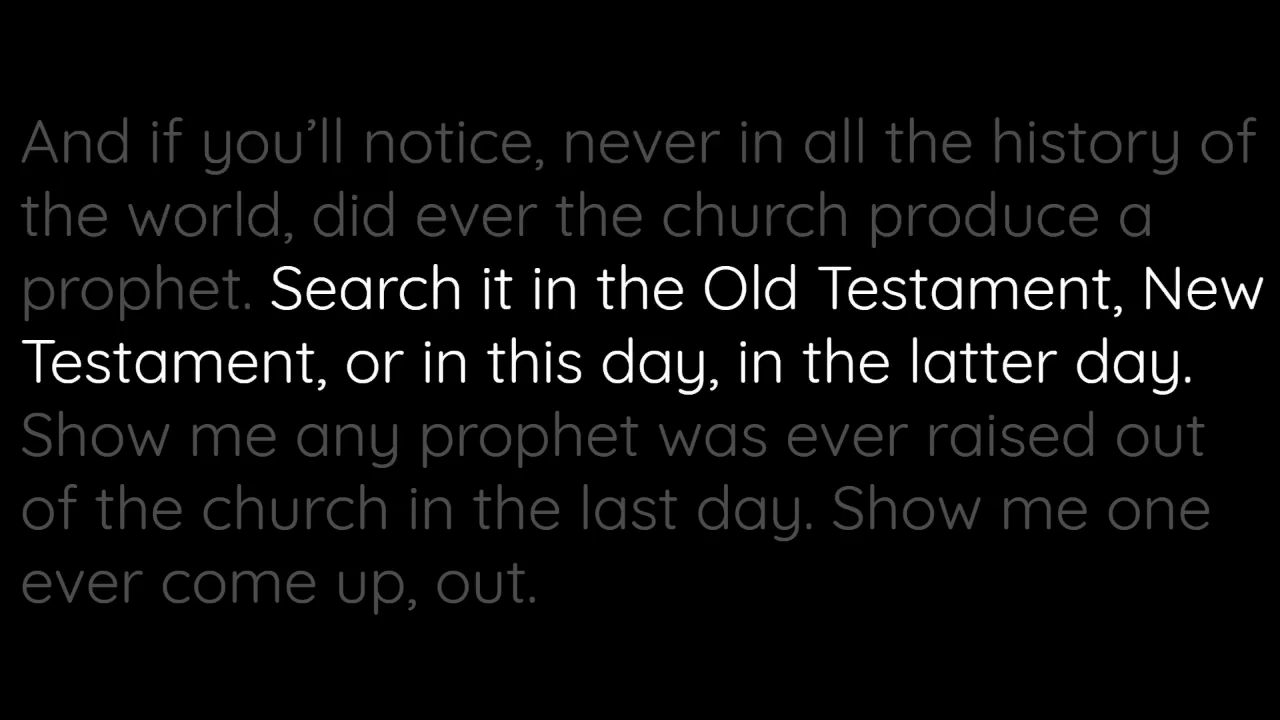 And if you’ll notice, never in all the history of
the world, did ever the church produce a
prophet. Search it in the Old Testament, New
Testament, or in this day, in the latter day.
Show me any prophet was ever raised out
of the church in the last day. Show me one
ever come up, out.